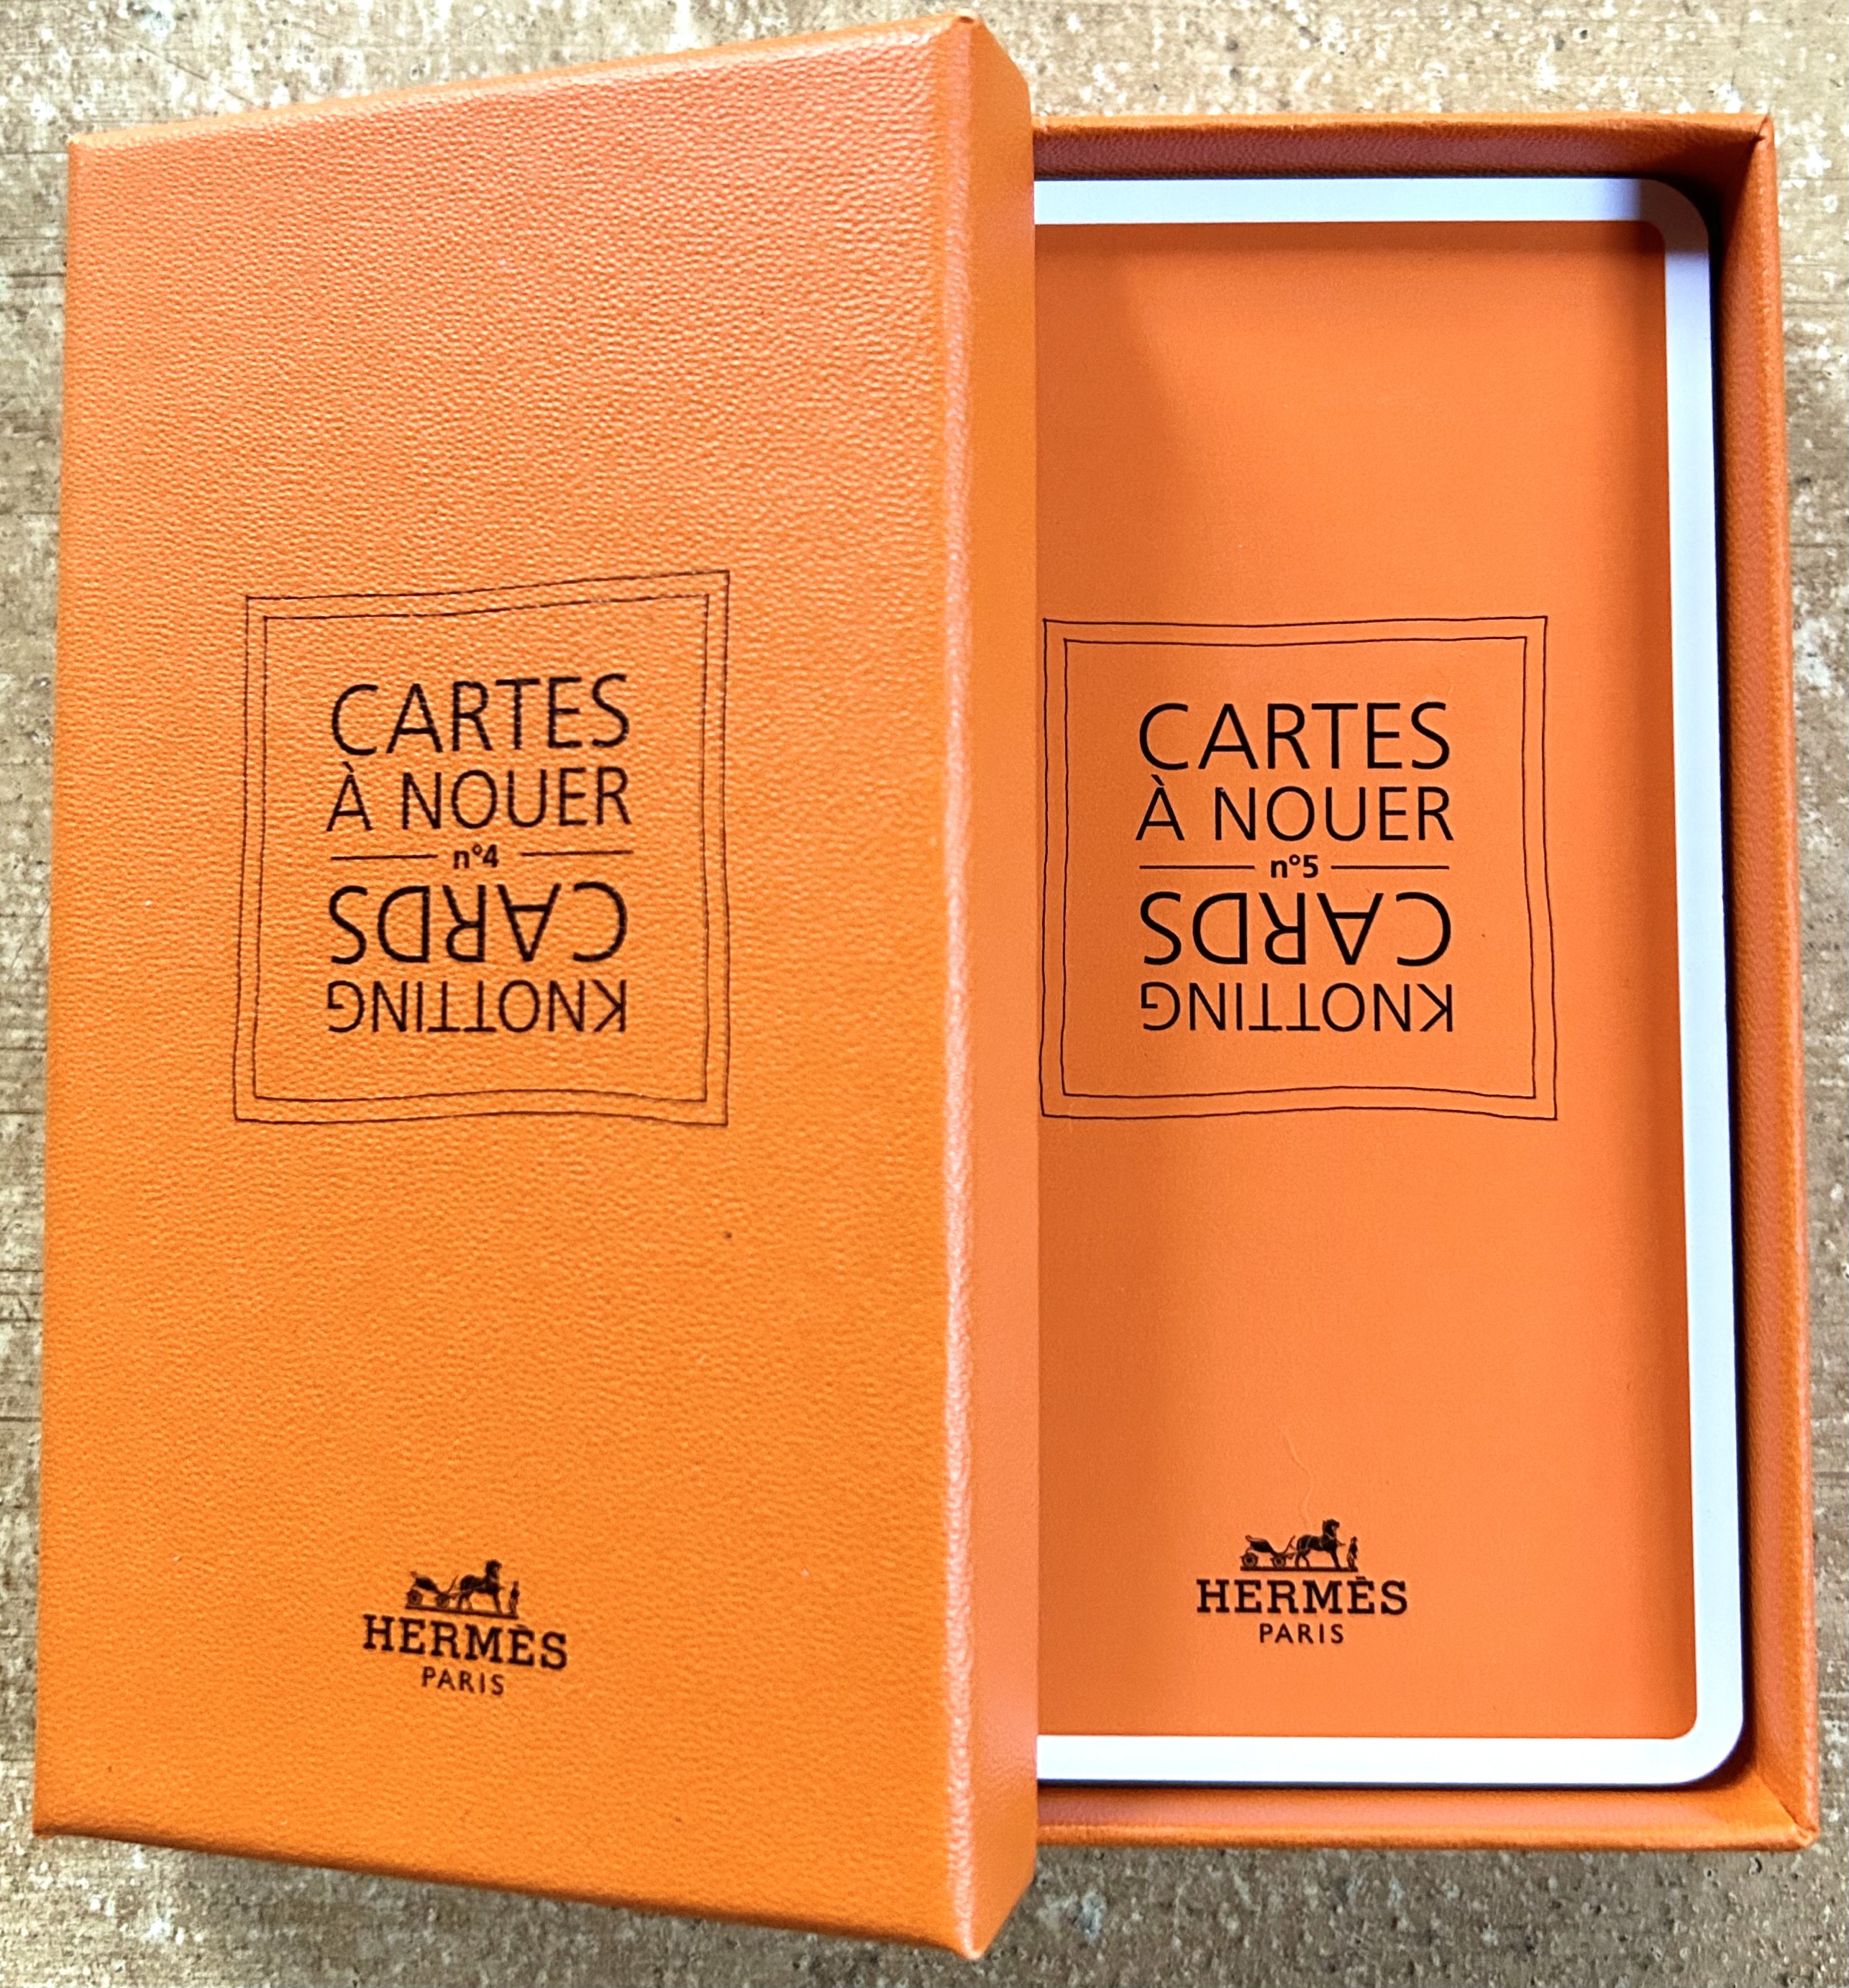 CARTES
À NOUER
n°4
KNOTTING
CARDS
HERMÈS
PARIS
CARTES
À NOUER
n°5
KNOTTING
CARDS
HERMÈS
PARIS